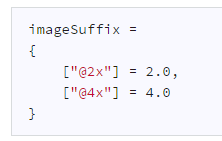 imageSuffix =
{
    ["@2x"] = 2.0,
    ["@4x"] = 4.0
}